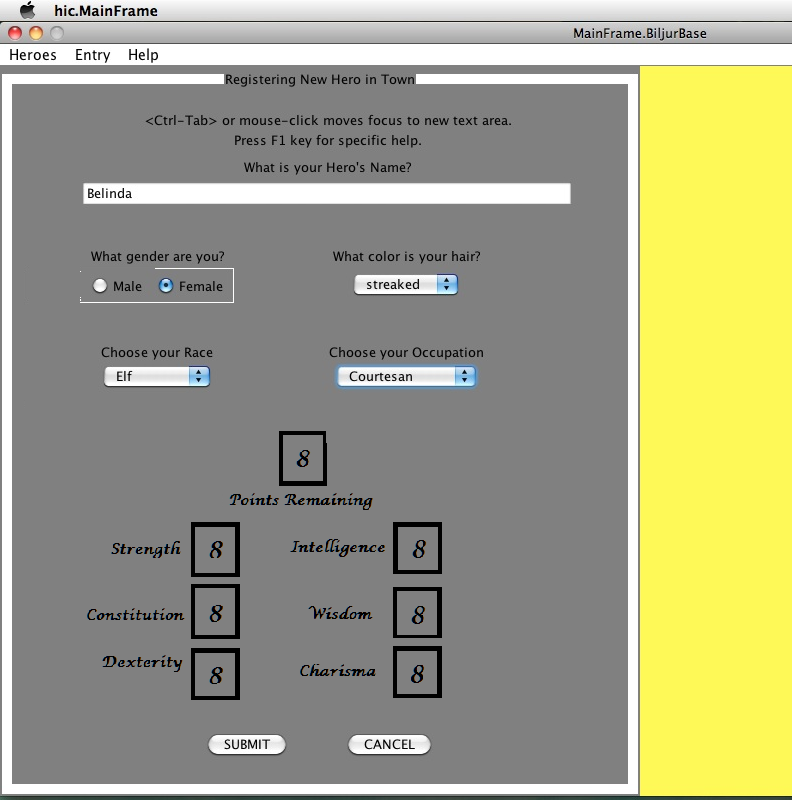 hic.MainFrame
MainFrame.BiljurBase
Heroes Entry Help
Registering New Hero in Town
<Ctrl-Tab> or mouse-click moves focus to new text area.
Press F1 key for specific help.
What is your Hero's Name?
Belinda
What gender are you? What color is your hair?
Male Female streaked
Choose your Race Choose your Occupation
Elf Courtesan
8
Points Remaining
Strength 8 Intelligence 8
Constitution 8 Wisdom 8
Dexterity 8 Charisma 8
SUBMIT CANCEL